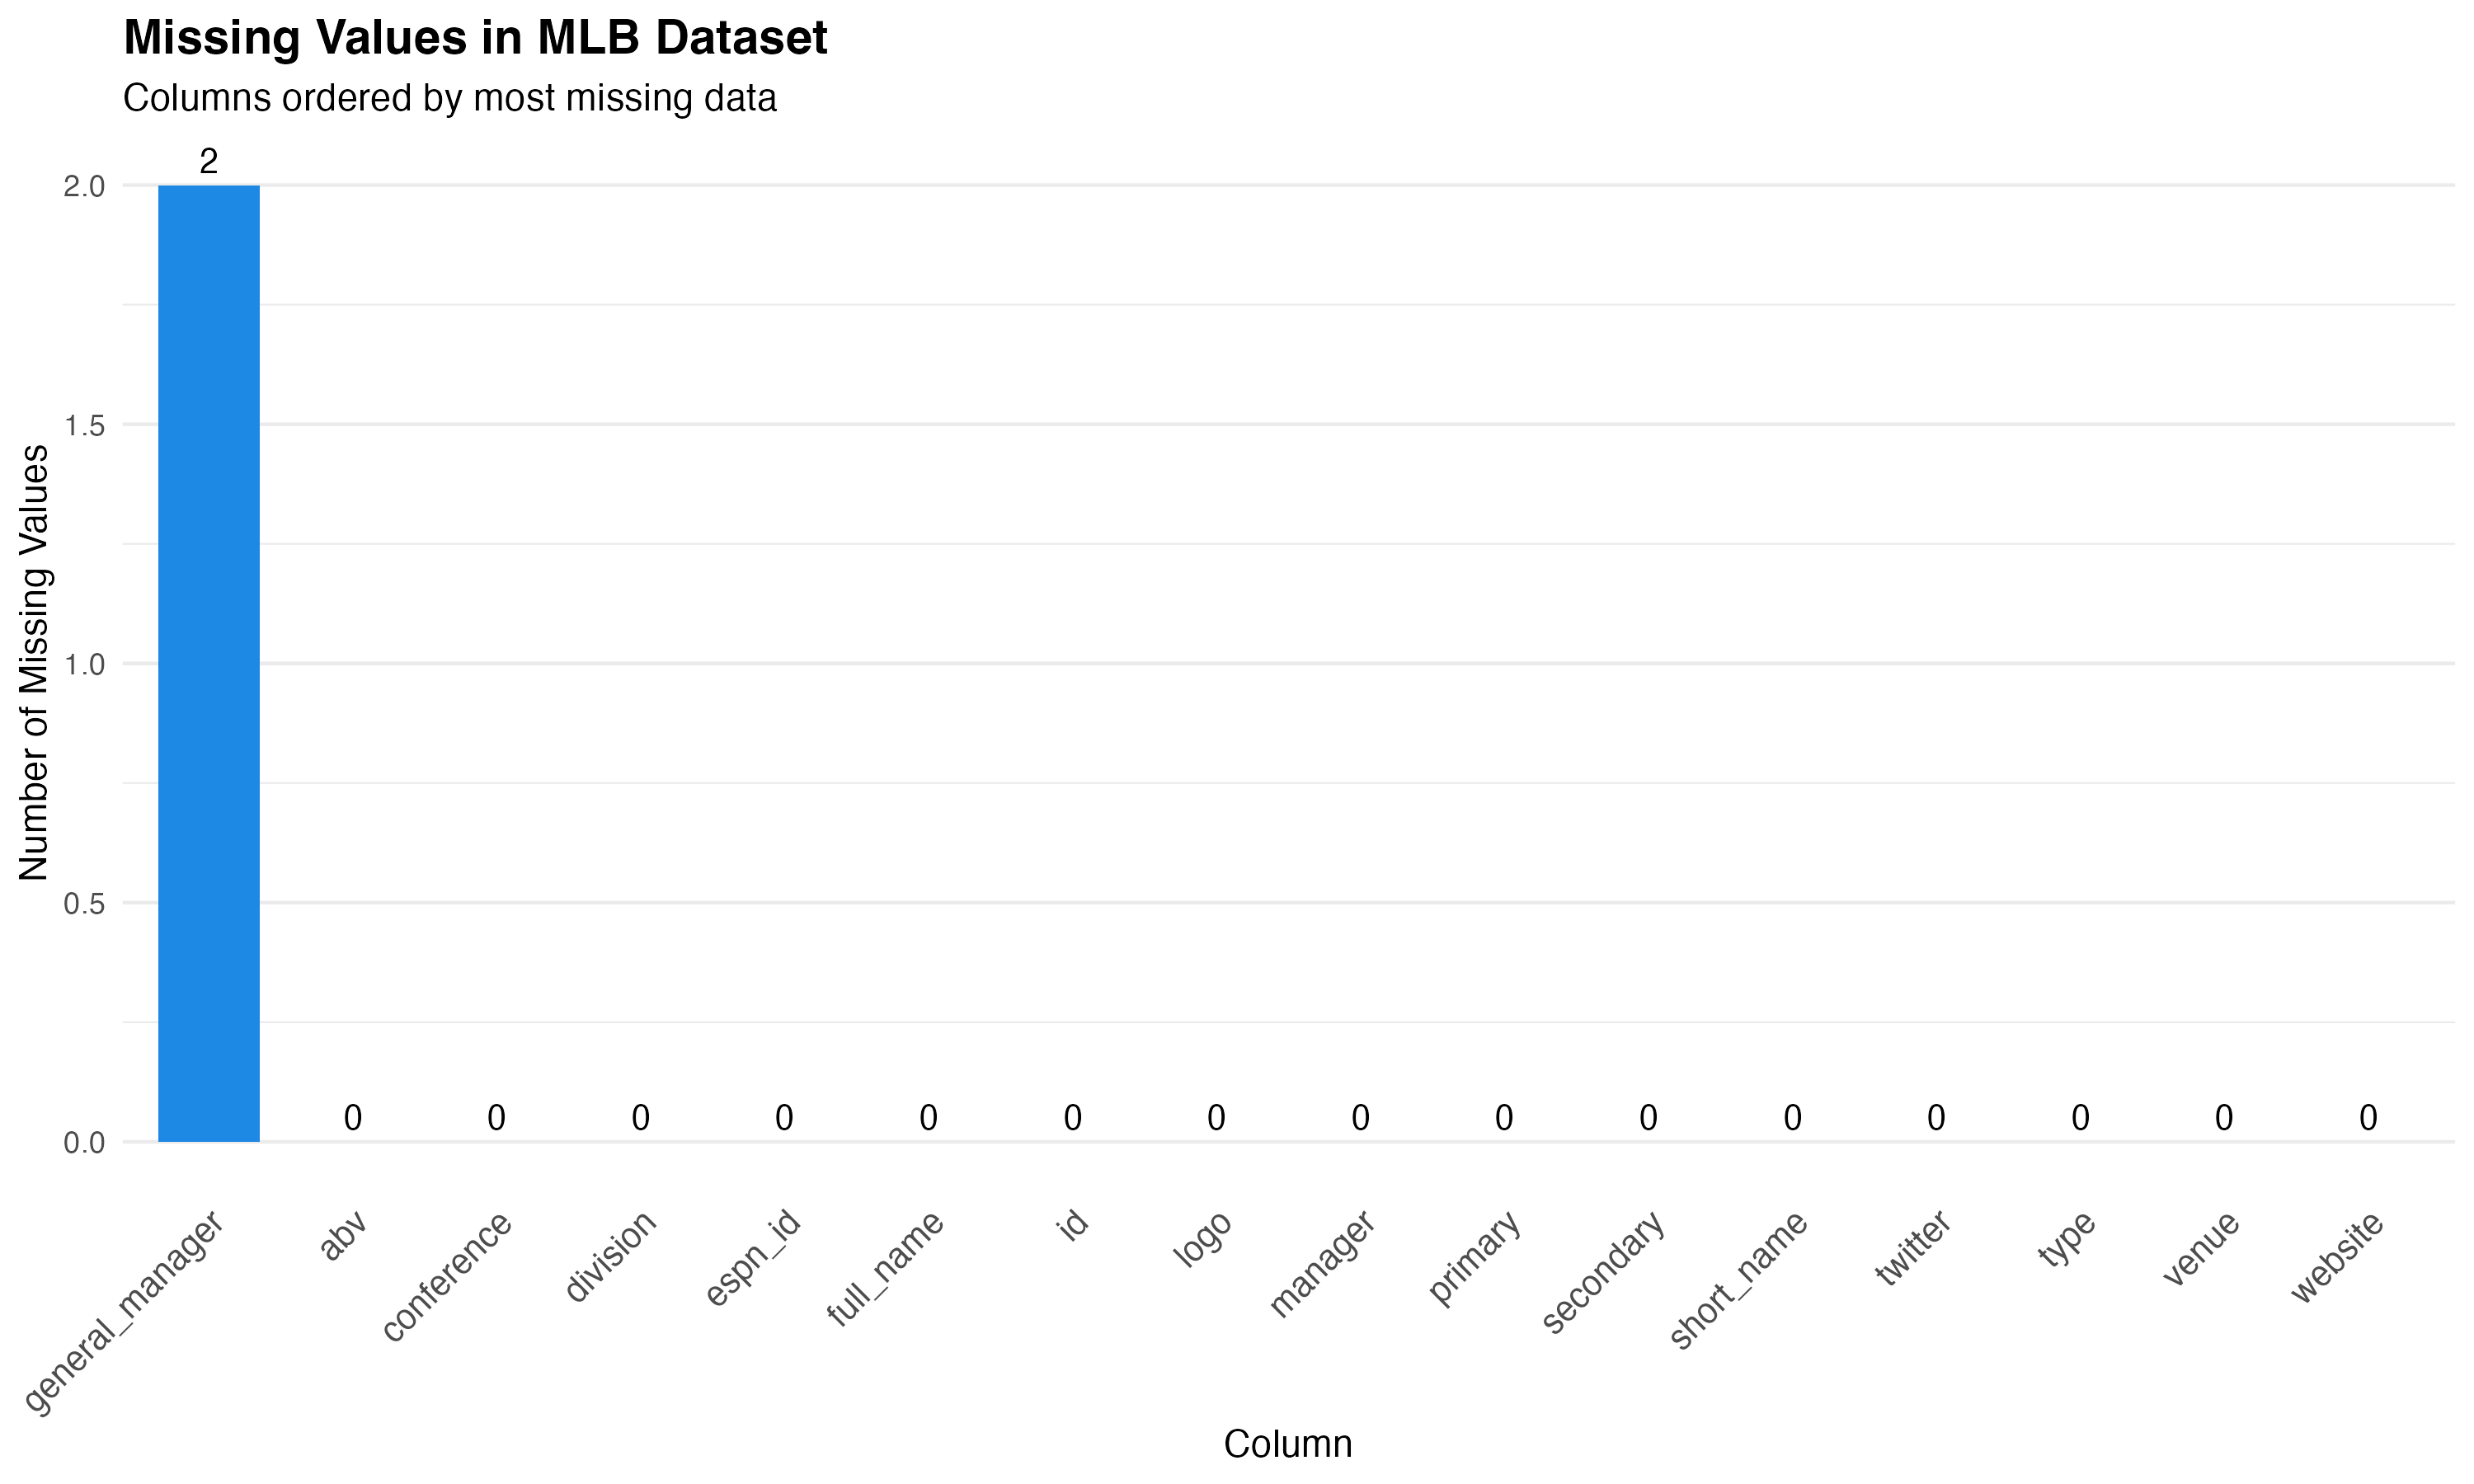 Missing Values in MLB Dataset
Columns ordered by most missing data
Number of Missing Values
2.0
1.5
1.0
0.5
0.0
2
0 0 0 0 0 0 0 0 0 0 0 0 0 0 0
general_manager abv conference division espn_id full_name id logo manager primary secondary short_name twitter type venue website
Column